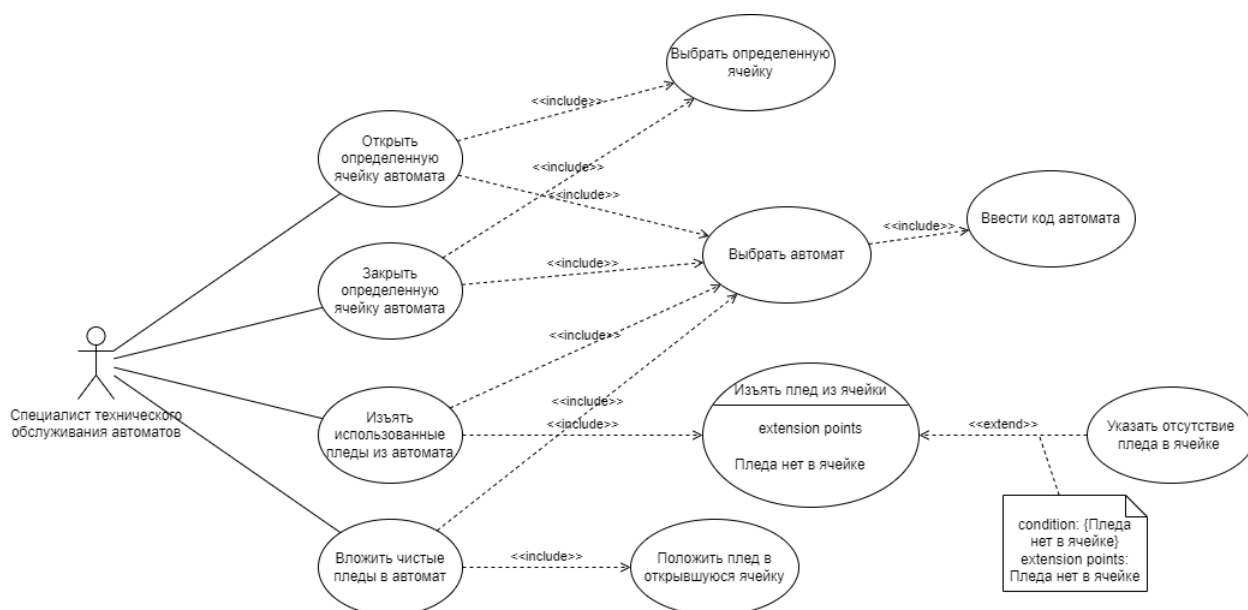 Выбрать определенную
ячейку
<<include>>
Открыть
определенную
ячейку автомата
<<include>>
<<include>>
Ввести код автомата
<<include>>
Выбрать автомат
<<include>>
Закрыть
определенную
ячейку автомата
<<include>>
Специалист технического
обслуживания автоматов
Изъять плед из ячейки
<<include>>
<<include>>
Изъять
использованные
пледы из автомата
extension points
Пледа нет в ячейке
<<extend>>
Указать отсутствие
пледа в ячейке
condition: {Пледа
нет в ячейке}
extension points:
Пледа нет в ячейке
Вложить чистые
пледы в автомат
<<include>>
Положить плед в
открывшуюся ячейку